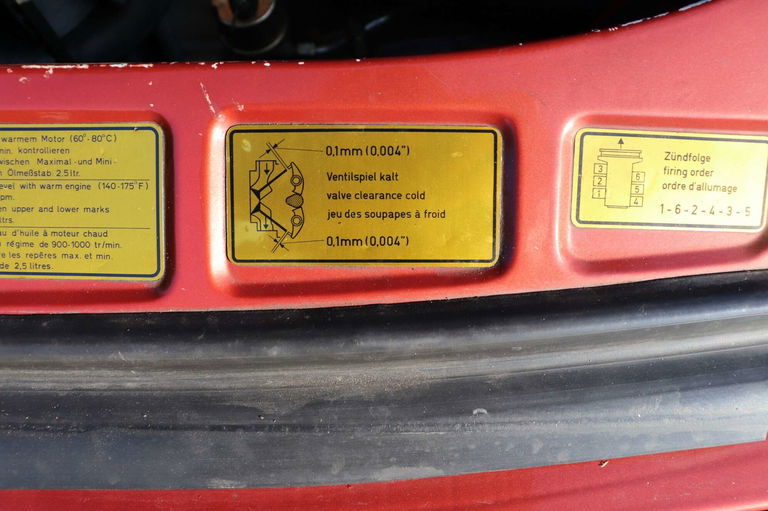 warmem Motor (60°-80°C)
min. kontrollieren
wischen Maximal-und Mini-
Ölmeßstab 2,5 ltr.
evel with warm engine (140-175°F)
pm.
en upper and lower marks
ltrs.
au d'huile à moteur chaud
régime de 900-1000 tr/min.
re les repères max. et min.
de 2,5 litres.
0,1mm (0,004")
Ventilspiel kalt
valve clearance cold
jeu des soupapes à froid
0,1mm (0,004")
Zündfolge
firing order
ordre d'allumage
1-6-2-4-3-5
3
2
1
6
5
4